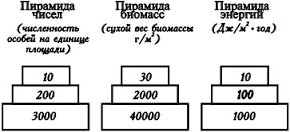 Пирамида
чисел
(численность
особей на единице
площади)
10
200
3000
Пирамида
биомасс
(сухой вес биомассы
г/м²)
30
2000
40000
Пирамида
энергий
(Дж/м² • год)
10
100
1000